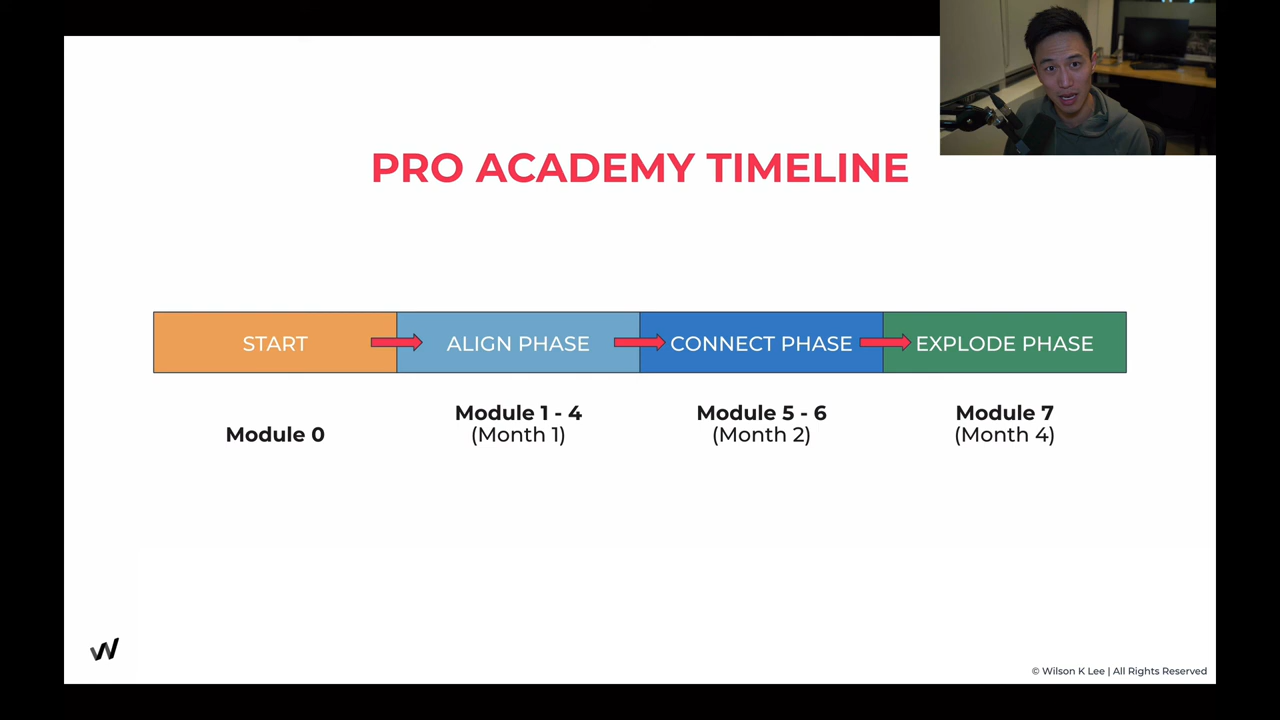 PRO ACADEMY TIMELINE
START
ALIGN PHASE
CONNECT PHASE
EXPLODE PHASE
Module 0
Module 1 - 4
(Month 1)
Module 5 - 6
(Month 2)
Module 7
(Month 4)
© Wilson K Lee | All Rights Reserved